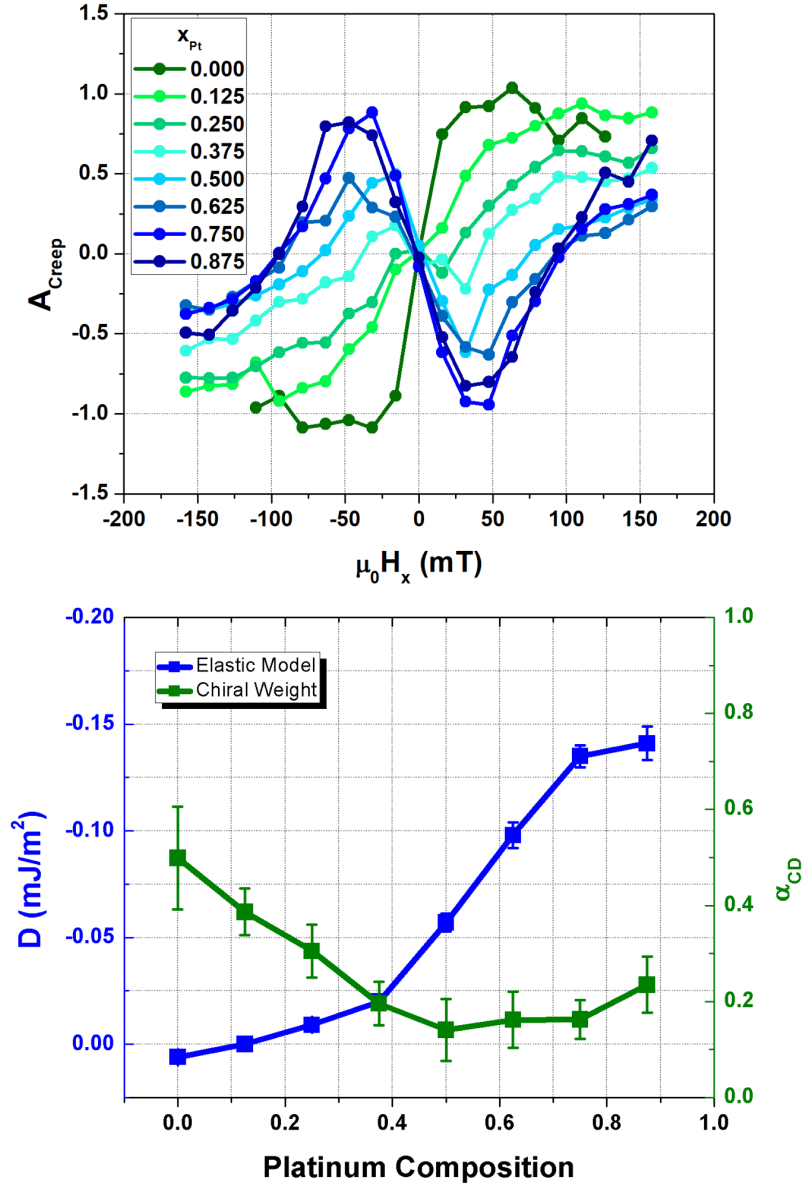 1.5
1.0
0.5
0.0
-0.5
-1.0
-1.5
A_Creep
x_Pt
0.000
0.125
0.250
0.375
0.500
0.625
0.750
0.875
-200 -150 -100 -50 0 50 100 150 200
μ₀H_x (mT)
-0.20
-0.15
-0.10
-0.05
0.00
D (mJ/m²)
Elastic Model
Chiral Weight
1.0
0.8
0.6
0.4
0.2
0.0
α_CD
0.0 0.2 0.4 0.6 0.8 1.0
Platinum Composition